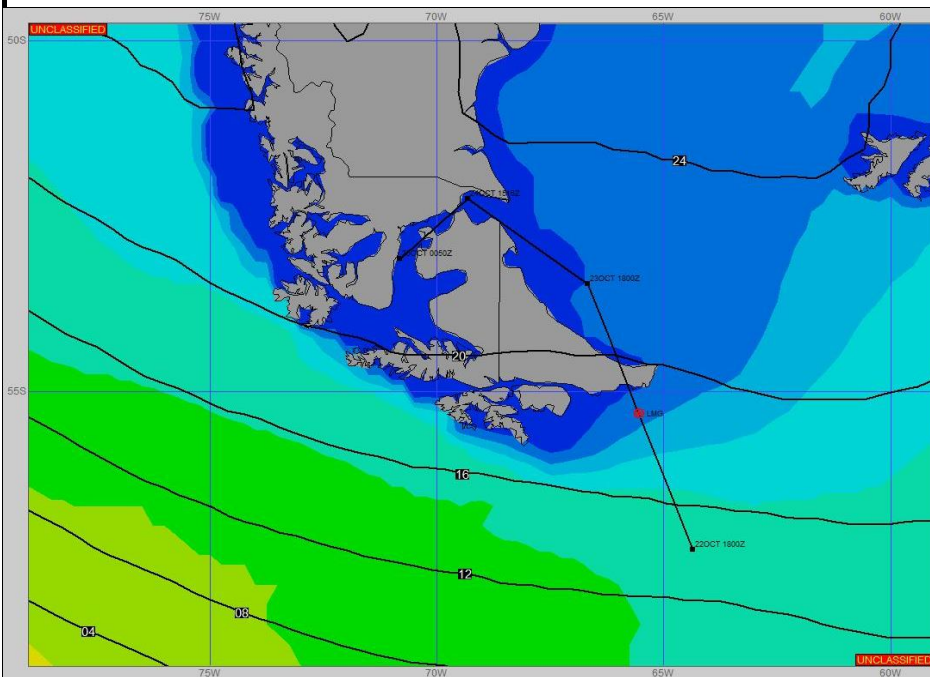 75W 70W 65W 60W
UNCLASSIFIED
50S
24
0050Z
23OCT 1800Z
20
55S
LMG
16
22OCT 1800Z
12
08
04
UNCLASSIFIED
75W 70W 65W 60W